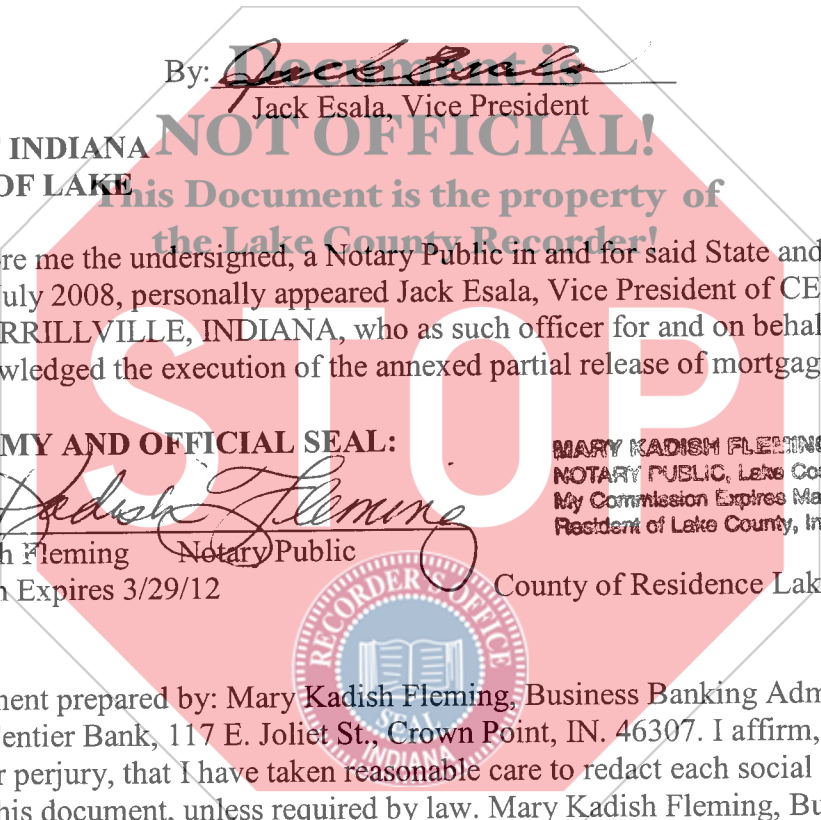 By: Jack Esala
Jack Esala, Vice President
Document is
NOT OFFICIAL!
This Document is the property of
the Lake County Recorder!
INDIANA
OF LAKE
re me the undersigned, a Notary Public in and for said State and
uly 2008, personally appeared Jack Esala, Vice President of CE
RRILLVILLE, INDIANA, who as such officer for and on behal
wledged the execution of the annexed partial release of mortgag
STOP
MY AND OFFICIAL SEAL:
Kadish Fleming
h Fleming Notary Public
n Expires 3/29/12
MARY KADISH FLEMING
NOTARY PUBLIC, Lake Co
My Commission Expires Ma
Resident of Lake County, In
County of Residence Lak
RECORDER'S OFFICE
SEAL
INDIANA
ment prepared by: Mary Kadish Fleming, Business Banking Adm
entier Bank, 117 E. Joliet St., Crown Point, IN. 46307. I affirm,
r perjury, that I have taken reasonable care to redact each social
his document, unless required by law. Mary Kadish Fleming, Bu